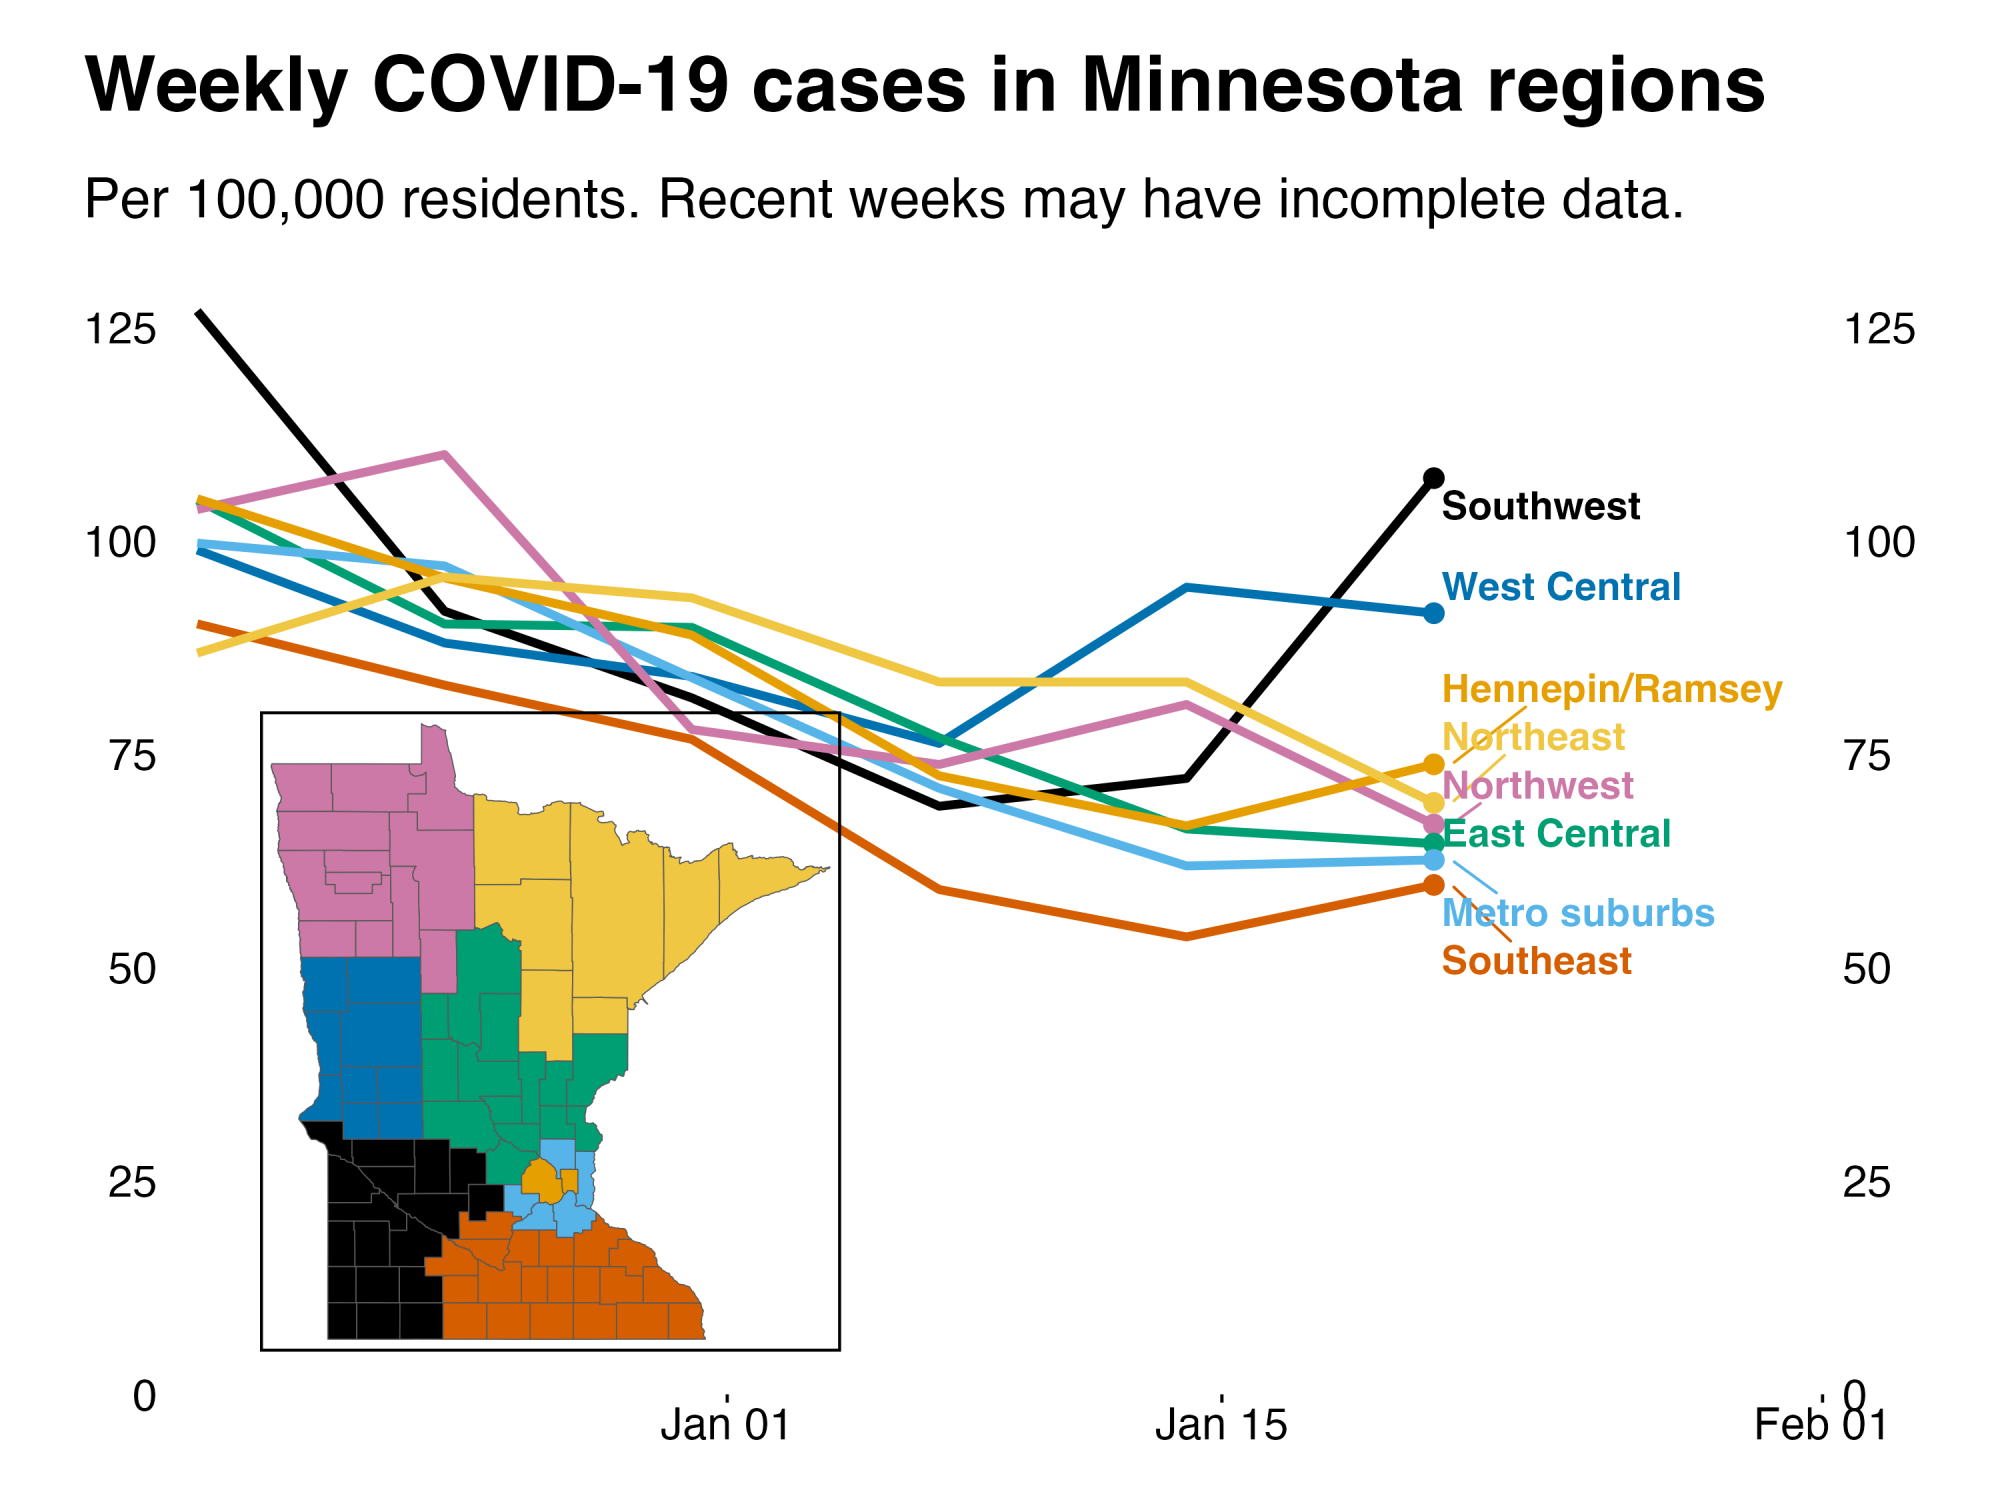 Weekly COVID-19 cases in Minnesota regions
Per 100,000 residents. Recent weeks may have incomplete data.
125 125
Southwest
100 100
West Central
Hennepin/Ramsey
Northeast
75 75
Northwest
East Central
Metro suburbs
Southeast
50 50
25 25
0 0
Jan 01 Jan 15 Feb 01